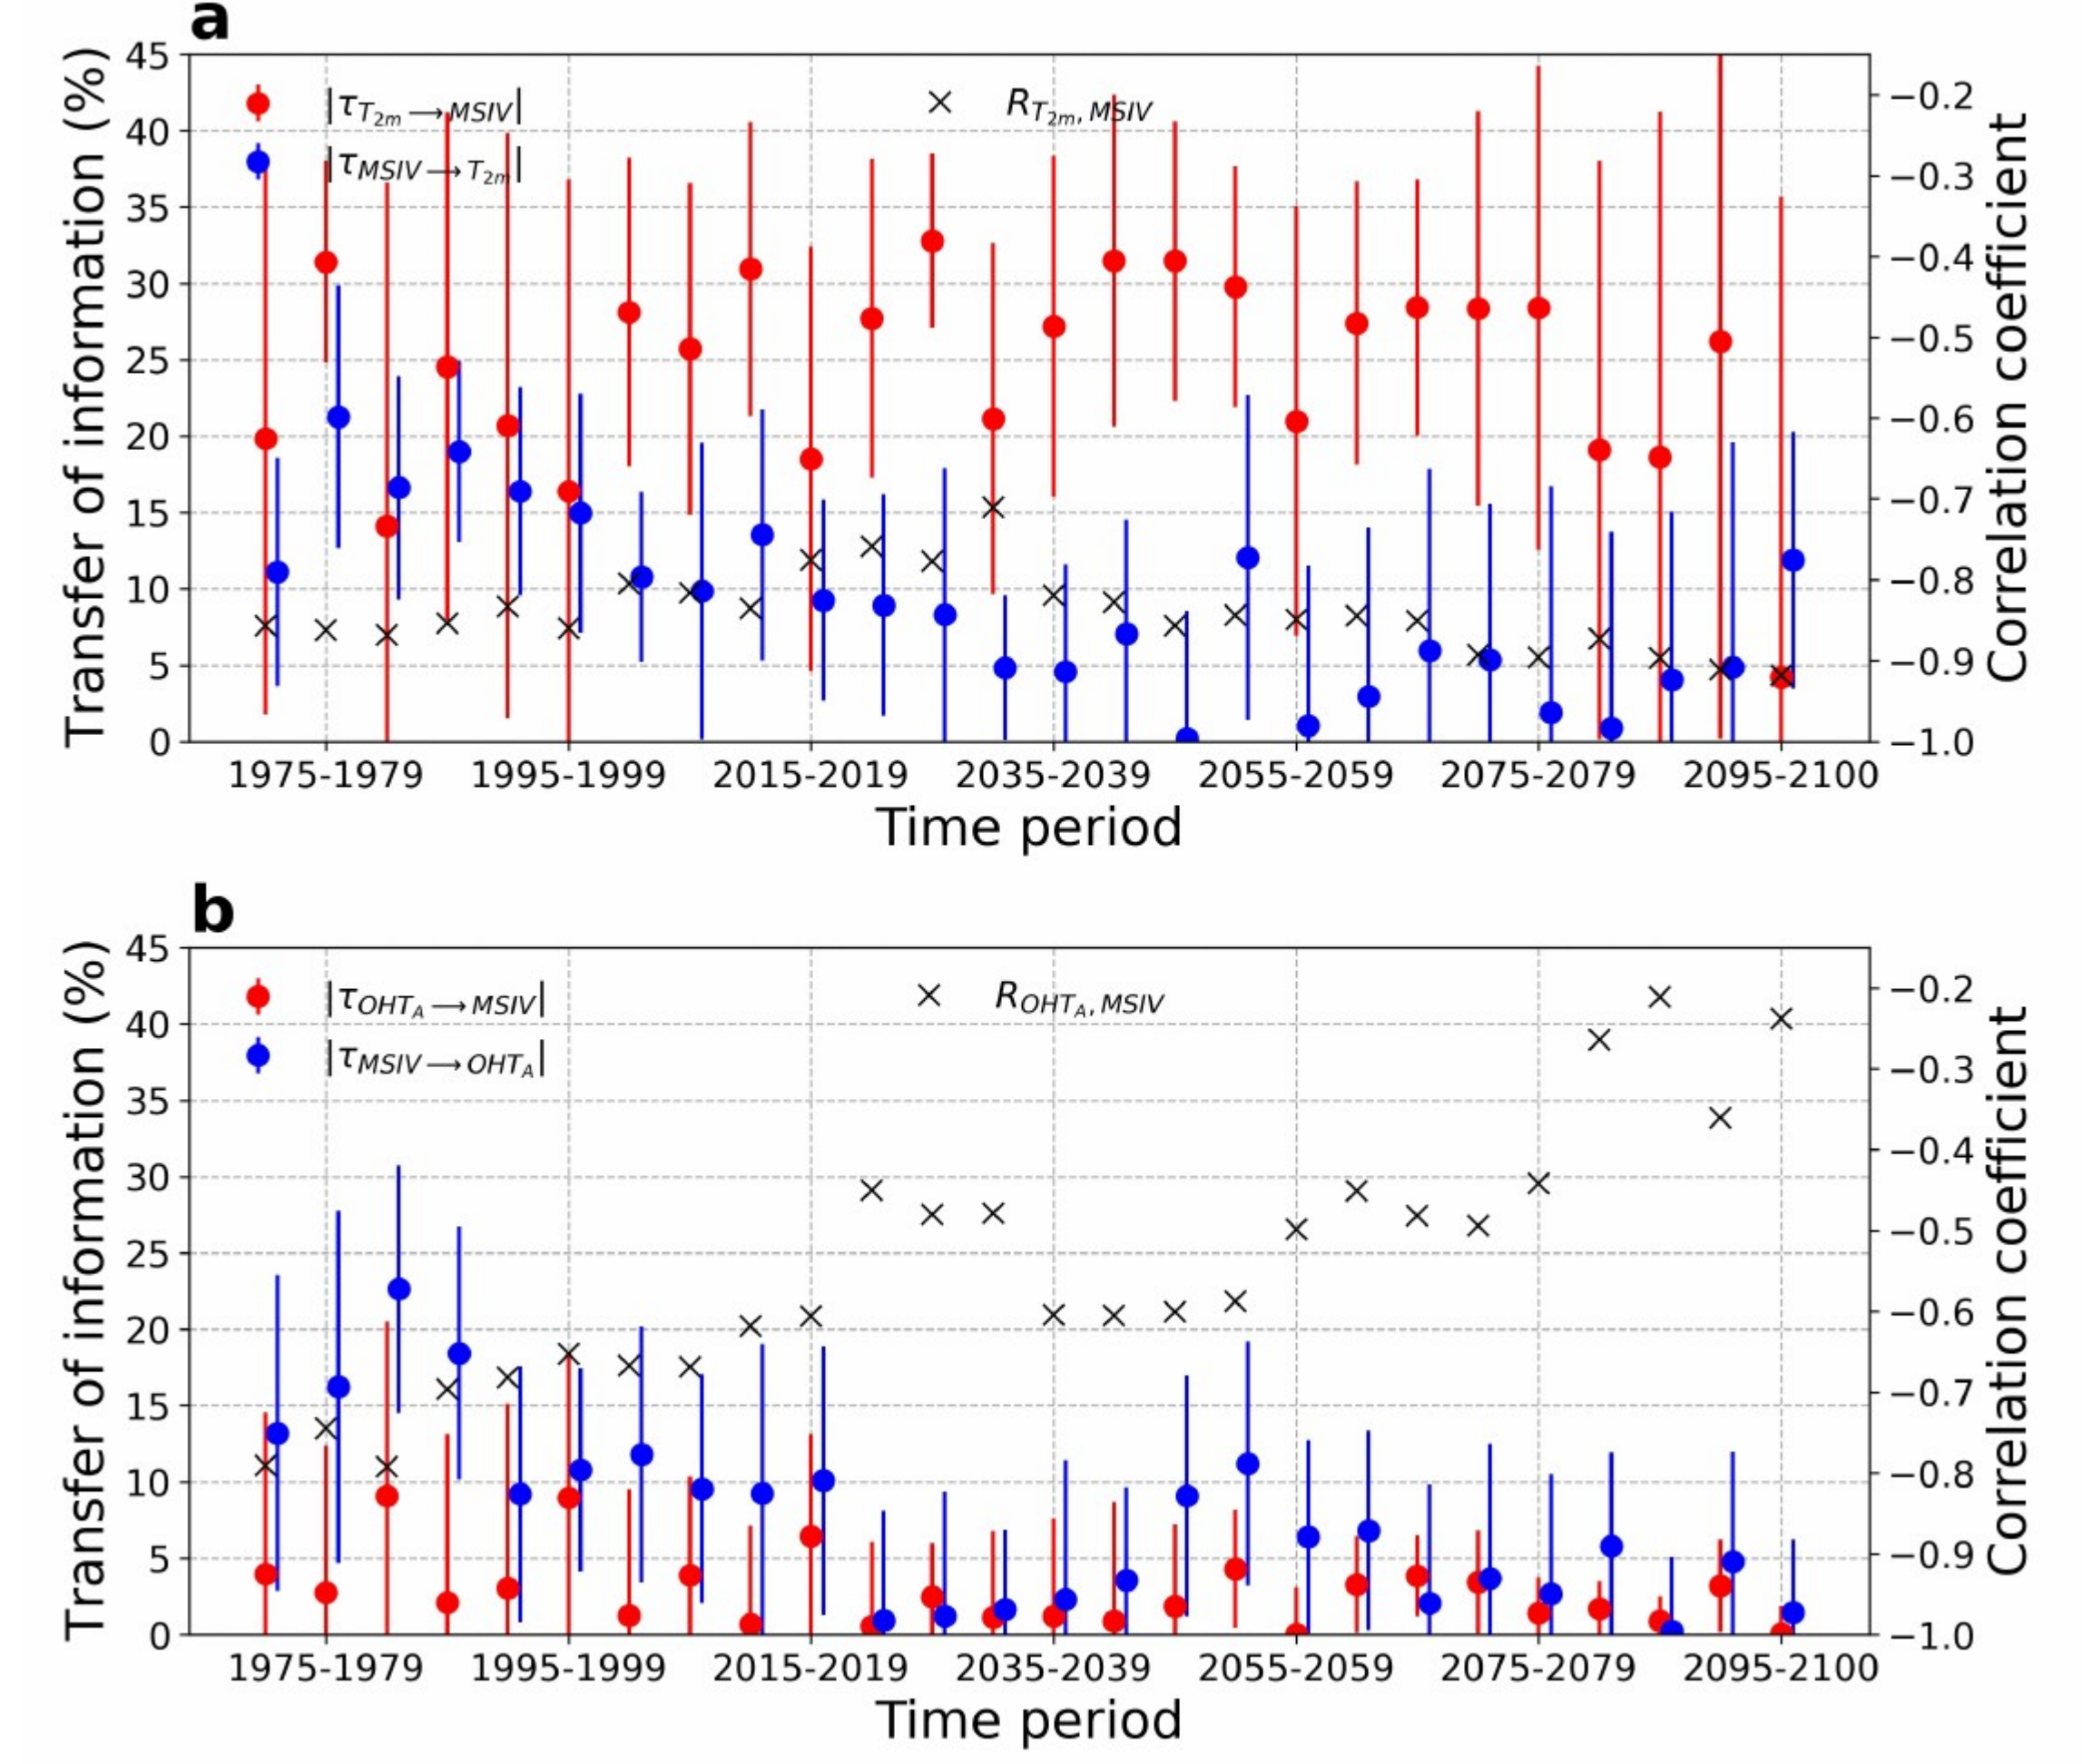 a
Transfer of information (%)
45
40
35
30
25
20
15
10
5
0
|τT2m→MSIV|
|τMSIV→T2m|
RT2m, MSIV
−0.2
−0.3
−0.4
−0.5
−0.6
−0.7
−0.8
−0.9
−1.0
Correlation coefficient
1975-1979 1995-1999 2015-2019 2035-2039 2055-2059 2075-2079 2095-2100
Time period
b
Transfer of information (%)
45
40
35
30
25
20
15
10
5
0
|τOHTA→MSIV|
|τMSIV→OHTA|
ROHTA, MSIV
−0.2
−0.3
−0.4
−0.5
−0.6
−0.7
−0.8
−0.9
−1.0
Correlation coefficient
1975-1979 1995-1999 2015-2019 2035-2039 2055-2059 2075-2079 2095-2100
Time period